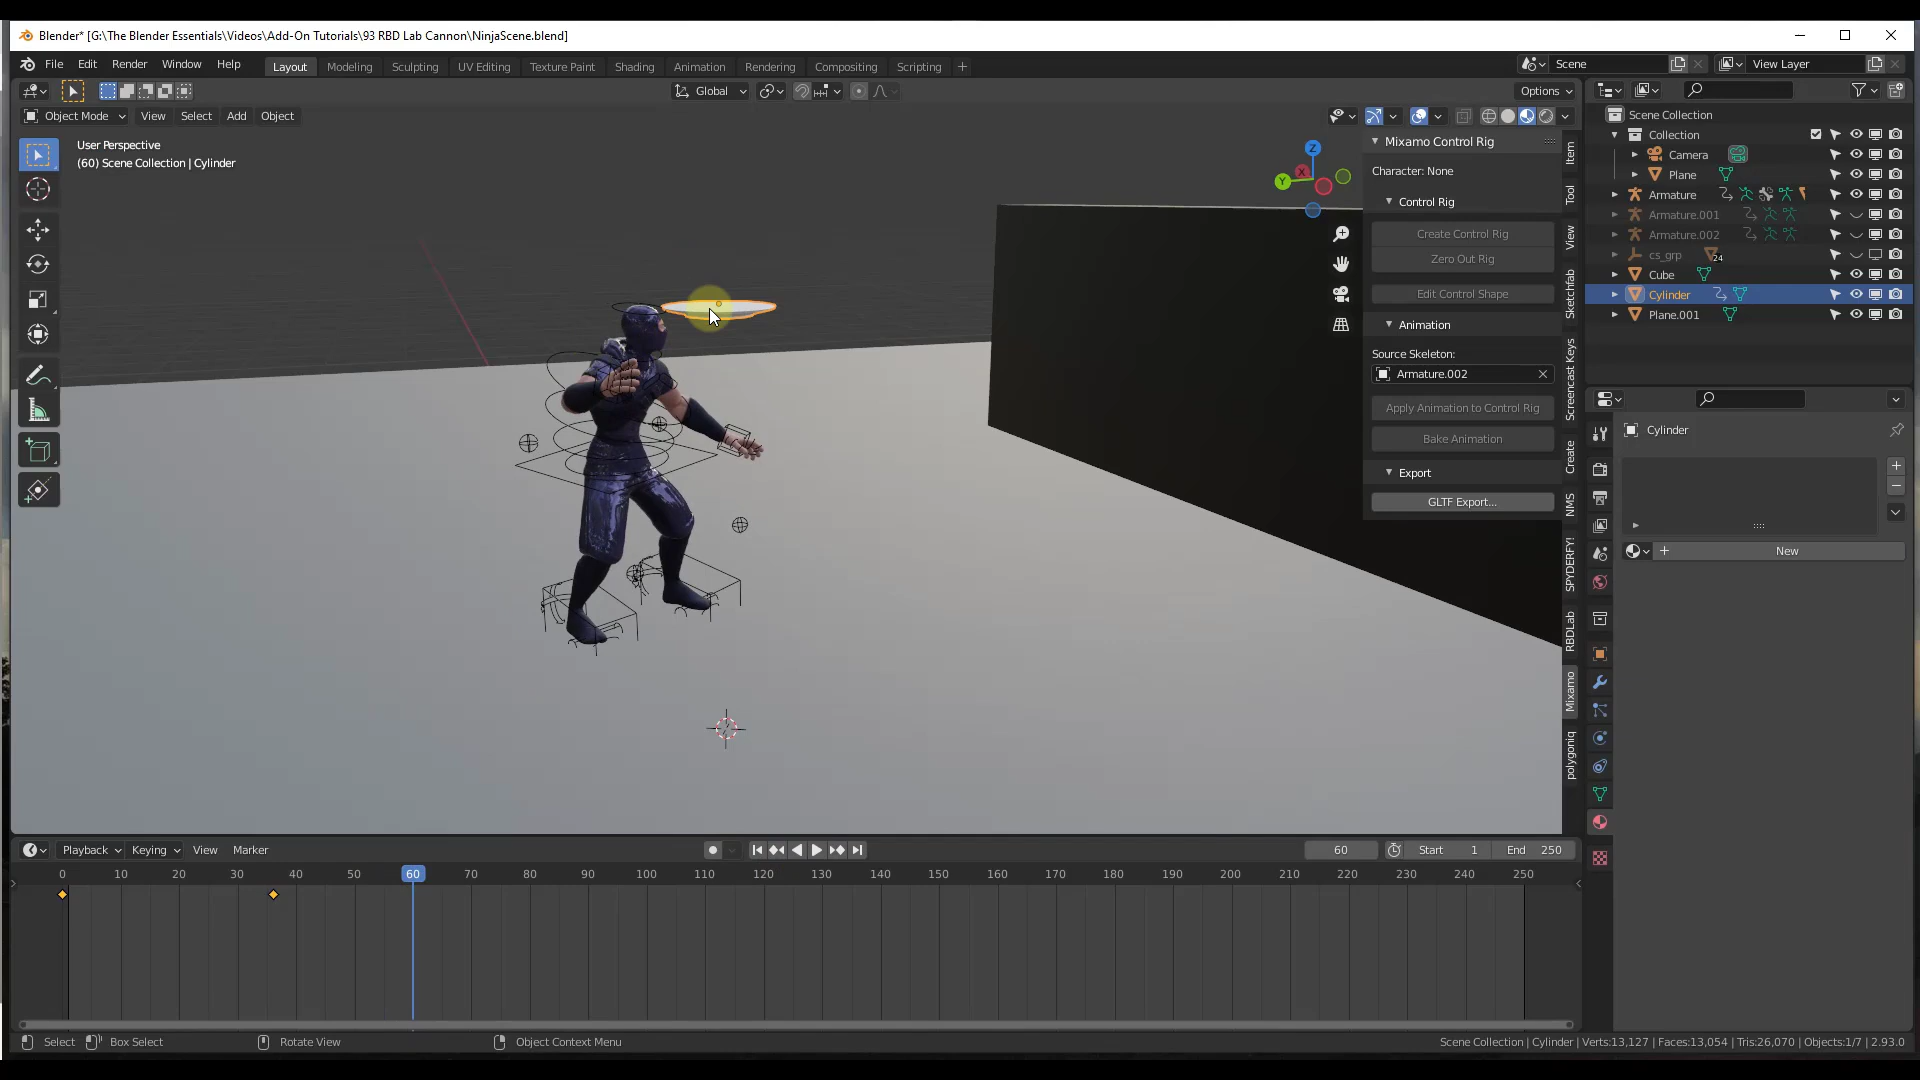 Blender* [G:\The Blender Essentials\Videos\Add-On Tutorials\93 RBD Lab Cannon\NinjaScene.blend]
File Edit Render Window Help Layout Modeling Sculpting UV Editing Texture Paint Shading Animation Rendering Compositing Scripting + Scene View Layer
Global Options
Object Mode View Select Add Object
User Perspective
(60) Scene Collection | Cylinder
Z
X
Y
Mixamo Control Rig
Character: None
Control Rig
Create Control Rig
Zero Out Rig
Edit Control Shape
Animation
Source Skeleton:
Armature.002
Apply Animation to Control Rig
Bake Animation
Export
GLTF Export...
Item
Tool
View
Sketchfab
Screencast Keys
Create
NMS
SPYDERFY!
RBDLab
Mixamo
polygoniq
Scene Collection
Collection
Camera
Plane
Armature
Armature.001
Armature.002
cs_grp 24
Cube
Cylinder
Plane.001
Cylinder
New
Playback Keying View Marker 60 Start 1 End 250
0 10 20 30 40 50 60 70 80 90 100 110 120 130 140 150 160 170 180 190 200 210 220 230 240 250
Select Box Select Rotate View Object Context Menu Scene Collection | Cylinder | Verts:13,127 | Faces:13,054 | Tris:26,070 | Objects:1/7 | 2.93.0